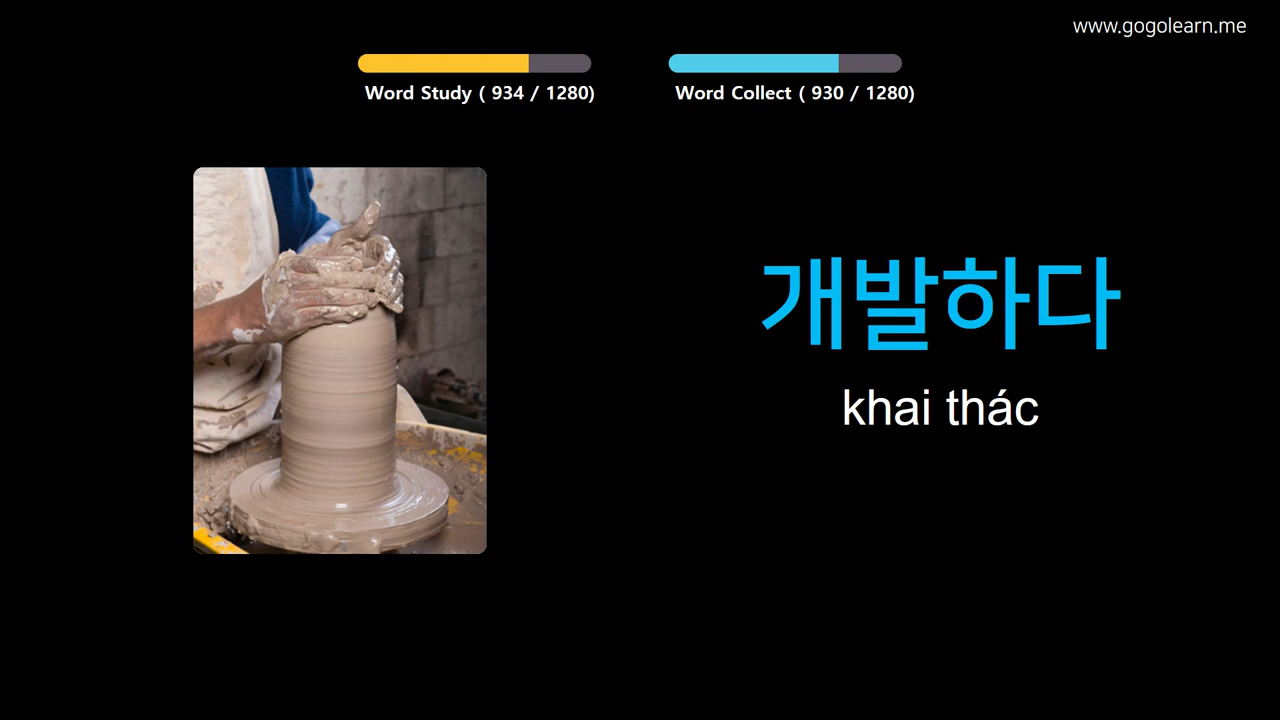 www.gogolearn.me
Word Study ( 934 / 1280)
Word Collect ( 930 / 1280)
개발하다
khai thác